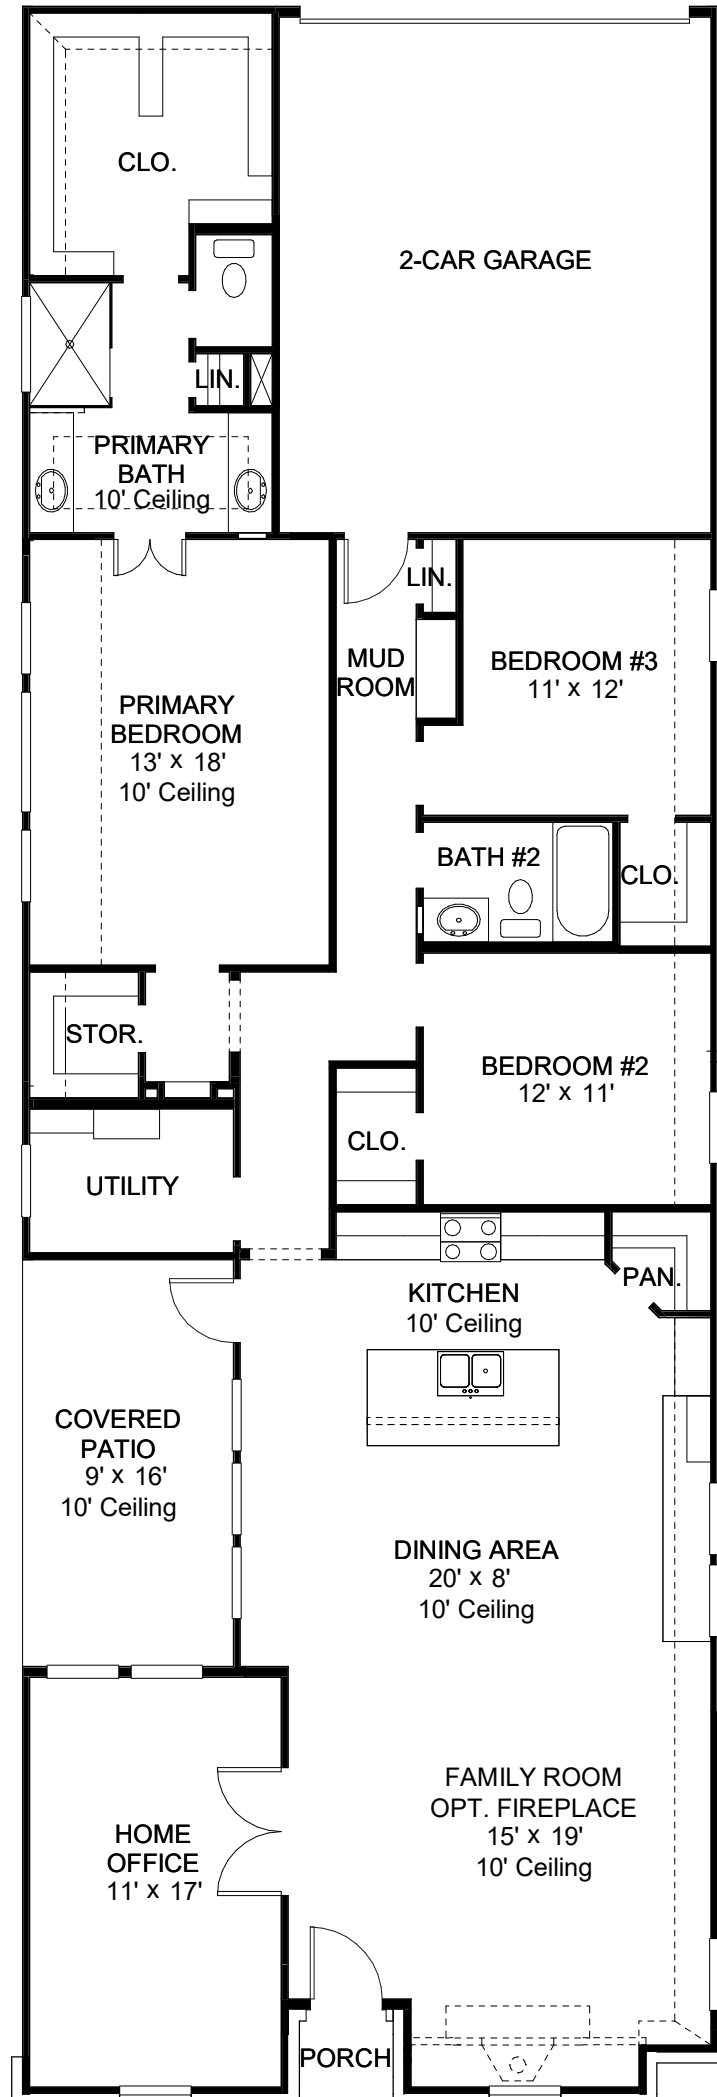 CLO.
2-CAR GARAGE
LIN.
PRIMARY
BATH
10' Ceiling
LIN.
MUD
ROOM
BEDROOM #3
11' x 12'
PRIMARY
BEDROOM
13' x 18'
10' Ceiling
BATH #2
CLO.
STOR.
BEDROOM #2
12' x 11'
CLO.
UTILITY
PAN.
KITCHEN
10' Ceiling
COVERED
PATIO
9' x 16'
10' Ceiling
DINING AREA
20' x 8'
10' Ceiling
FAMILY ROOM
OPT. FIREPLACE
15' x 19'
10' Ceiling
HOME
OFFICE
11' x 17'
PORCH